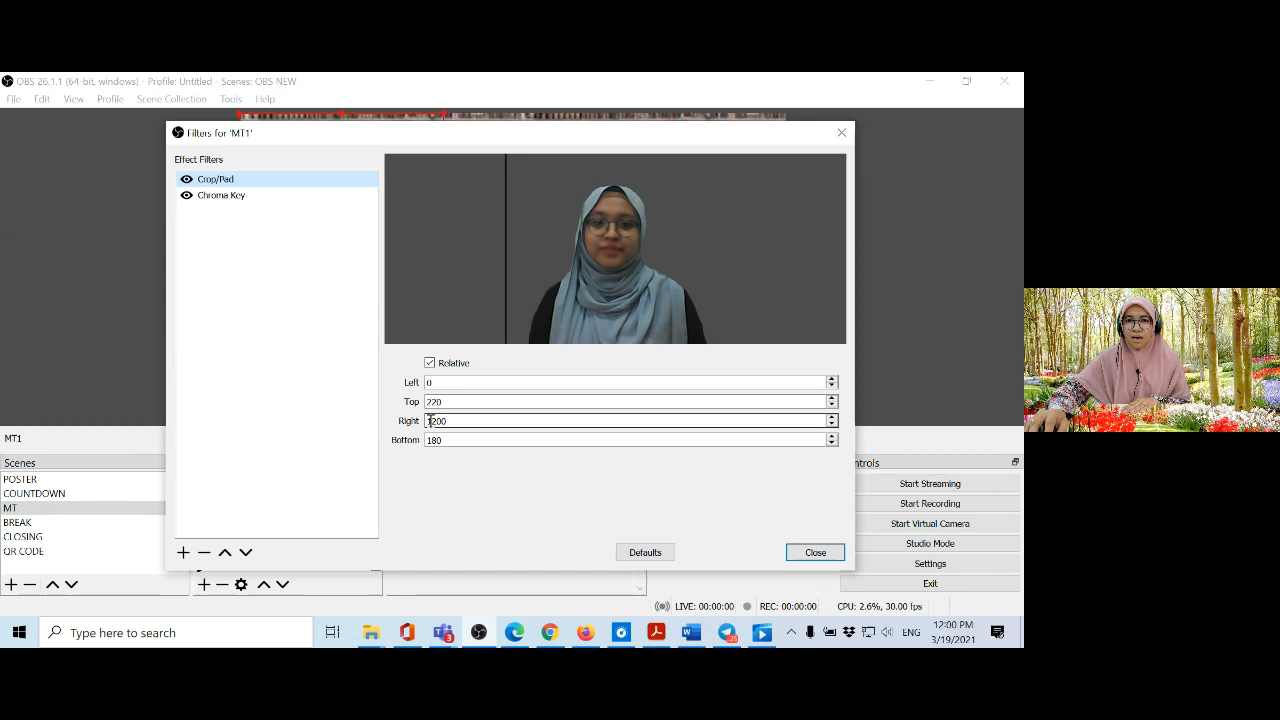 OBS 26.1.1 (64-bit, windows) - Profile: Untitled - Scenes: OBS NEW
File Edit View Profile Scene Collection Tools Help
Filters for 'MT1'
Effect Filters
Crop/Pad
Chroma Key
Relative
Left 0
Top 220
Right 1200
Bottom 180
Defaults Close
MT1
Scenes
POSTER
COUNTDOWN
MT
BREAK
CLOSING
QR CODE
ntrols
Start Streaming
Start Recording
Start Virtual Camera
Studio Mode
Settings
Exit
LIVE: 00:00:00 REC: 00:00:00 CPU: 2.6%, 30.00 fps
Type here to search
3
25
ENG
12:00 PM
3/19/2021